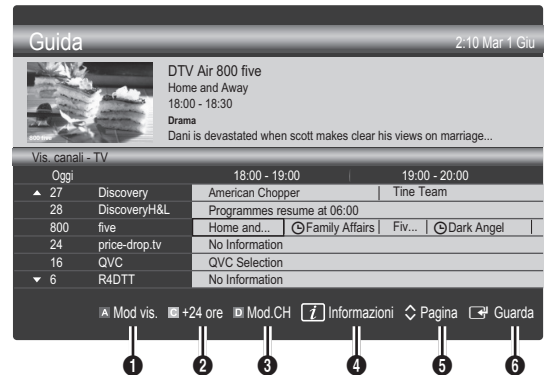 Guida 2:10 Mar 1 Giu
DTV Air 800 five
Home and Away
18:00 - 18:30
Drama
Dani is devastated when scott makes clear his views on marriage...
800 five
Vis. canali - TV
Oggi 18:00 - 19:00 19:00 - 20:00
▲ 27 Discovery American Chopper Tine Team
28 DiscoveryH&L Programmes resume at 06:00
800 five Home and... Family Affairs Fiv... Dark Angel
24 price-drop.tv No Information
16 QVC QVC Selection
▼ 6 R4DTT No Information
A Mod vis. C +24 ore D Mod.CH i Informazioni Pagina Guarda
1 2 3 4 5 6